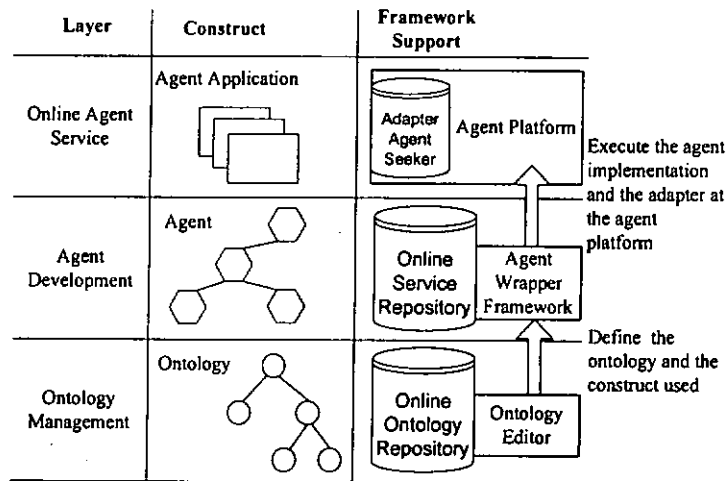 Layer
Construct
Framework
Support
Online Agent
Service
Agent Application
Adapter
Agent
Seeker
Agent Platform
Execute the agent
implementation
and the adapter at
the agent
platform
Agent
Development
Agent
Online
Service
Repository
Agent
Wrapper
Framework
Define the
ontology and the
construct used
Ontology
Management
Ontology
Online
Ontology
Repository
Ontology
Editor